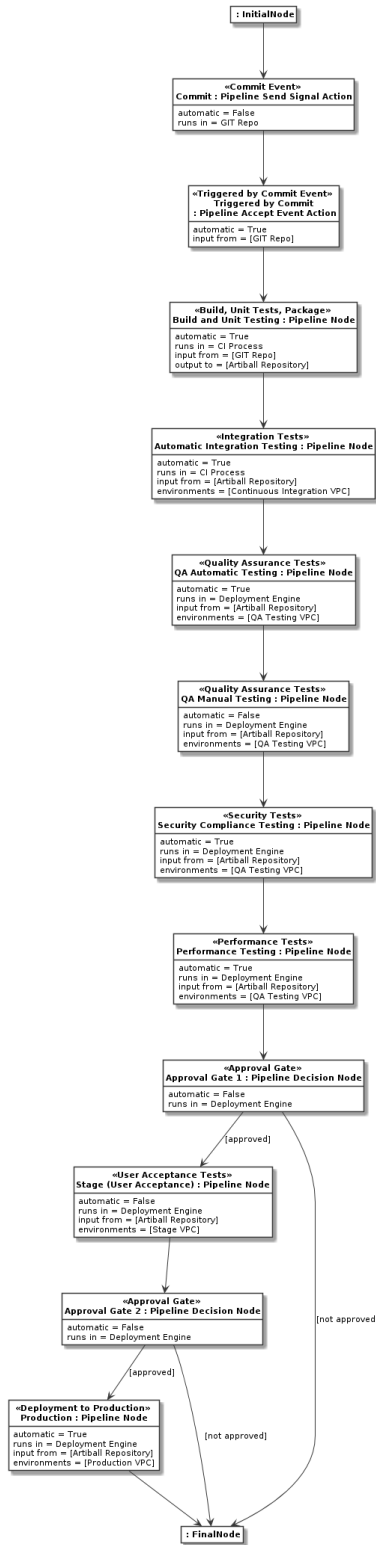 : InitialNode
«Commit Event»
Commit : Pipeline Send Signal Action
automatic = False
runs in = GIT Repo
«Triggered by Commit Event»
Triggered by Commit
: Pipeline Accept Event Action
automatic = True
input from = [GIT Repo]
«Build, Unit Tests, Package»
Build and Unit Testing : Pipeline Node
automatic = True
runs in = CI Process
input from = [GIT Repo]
output to = [Artiball Repository]
«Integration Tests»
Automatic Integration Testing : Pipeline Node
automatic = True
runs in = CI Process
input from = [Artiball Repository]
environments = [Continuous Integration VPC]
«Quality Assurance Tests»
QA Automatic Testing : Pipeline Node
automatic = True
runs in = Deployment Engine
input from = [Artiball Repository]
environments = [QA Testing VPC]
«Quality Assurance Tests»
QA Manual Testing : Pipeline Node
automatic = False
runs in = Deployment Engine
input from = [Artiball Repository]
environments = [QA Testing VPC]
«Security Tests»
Security Compliance Testing : Pipeline Node
automatic = True
runs in = Deployment Engine
input from = [Artiball Repository]
environments = [QA Testing VPC]
«Performance Tests»
Performance Testing : Pipeline Node
automatic = True
runs in = Deployment Engine
input from = [Artiball Repository]
environments = [QA Testing VPC]
«Approval Gate»
Approval Gate 1 : Pipeline Decision Node
automatic = False
runs in = Deployment Engine
[approved]
«User Acceptance Tests»
Stage (User Acceptance) : Pipeline Node
automatic = False
runs in = Deployment Engine
input from = [Artiball Repository]
environments = [Stage VPC]
«Approval Gate»
Approval Gate 2 : Pipeline Decision Node
automatic = False
runs in = Deployment Engine
[not approved
[approved]
«Deployment to Production»
Production : Pipeline Node
automatic = True
runs in = Deployment Engine
input from = [Artiball Repository]
environments = [Production VPC]
[not approved]
: FinalNode